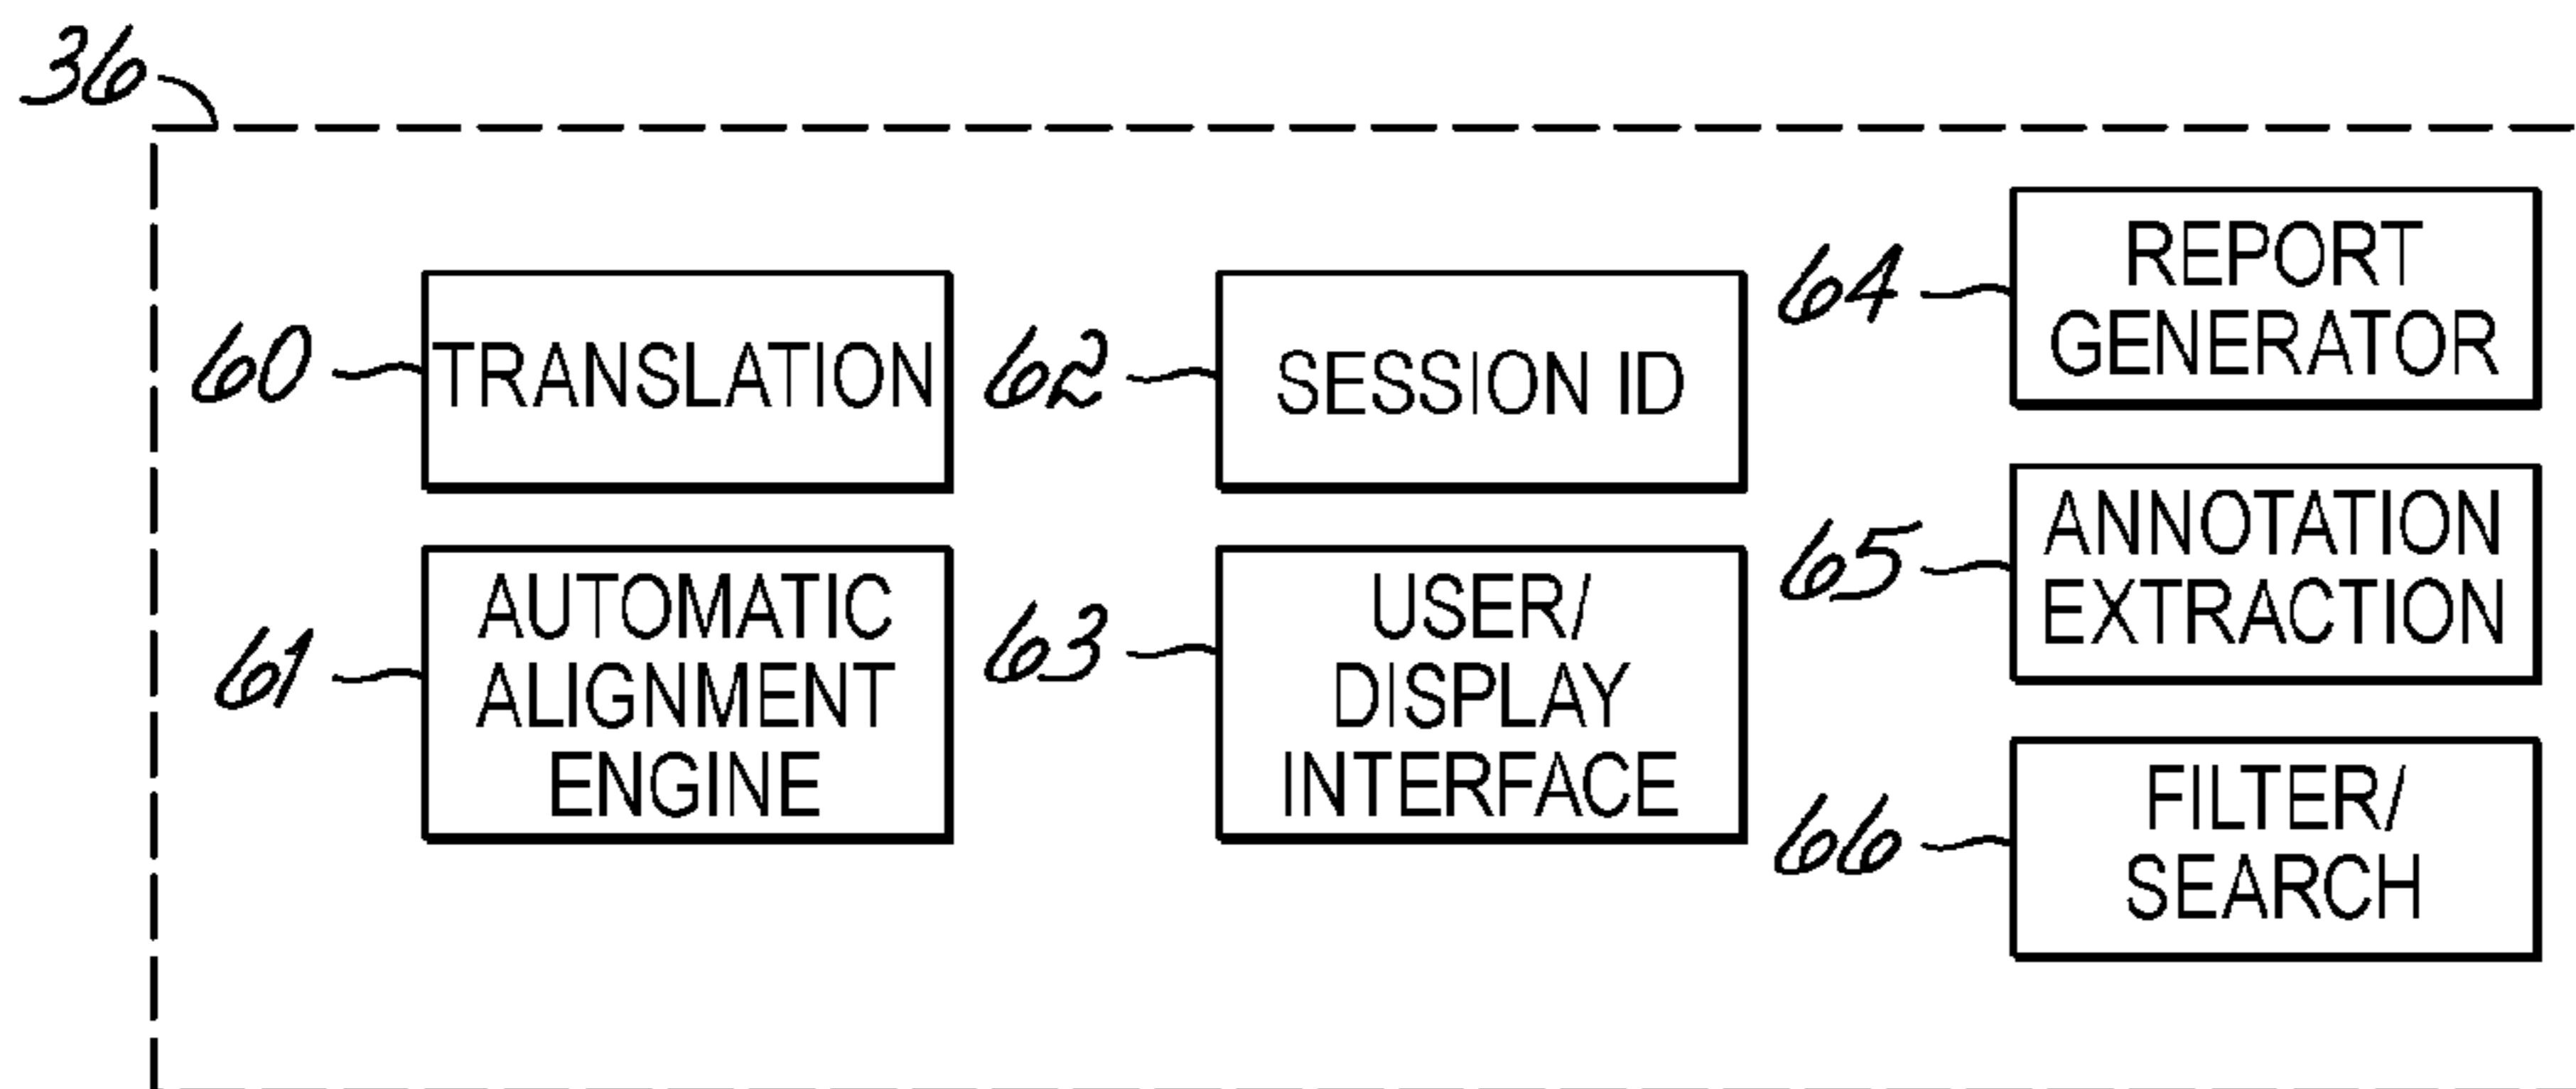 36
60
TRANSLATION
61
AUTOMATIC
ALIGNMENT
ENGINE
62
SESSION ID
63
USER/
DISPLAY
INTERFACE
64
REPORT
GENERATOR
65
ANNOTATION
EXTRACTION
66
FILTER/
SEARCH